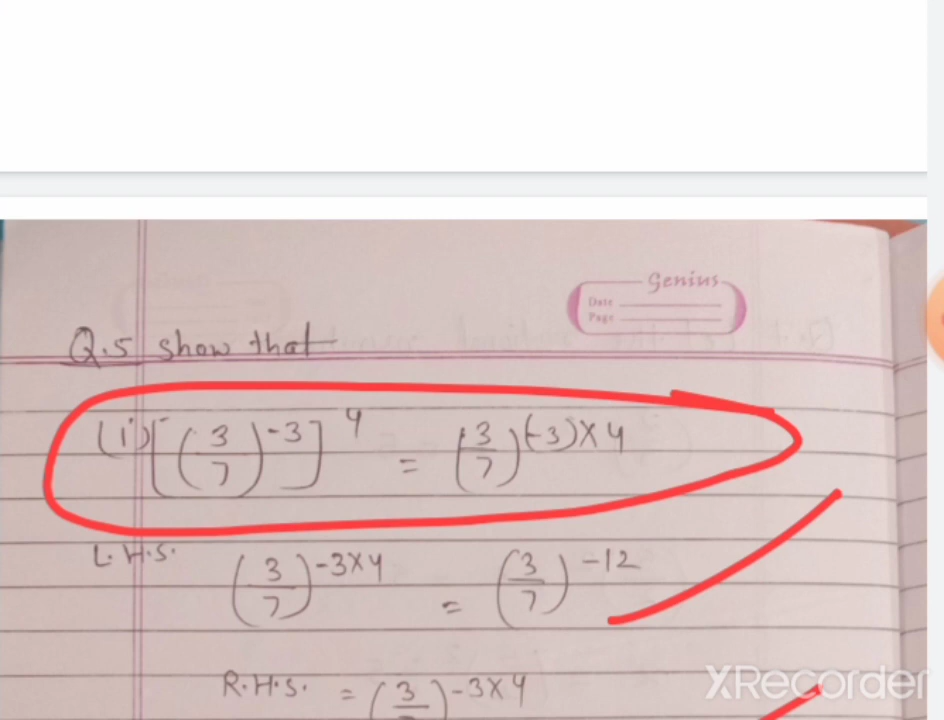 Genius
Date
Page
Q.5 show that
(i) [(3/7)^-3]^4 = (3/7)^(-3)×4
L.H.S. (3/7)^-3×4 = (3/7)^-12
R.H.S. = (3/7)^-3×4
XRecorder